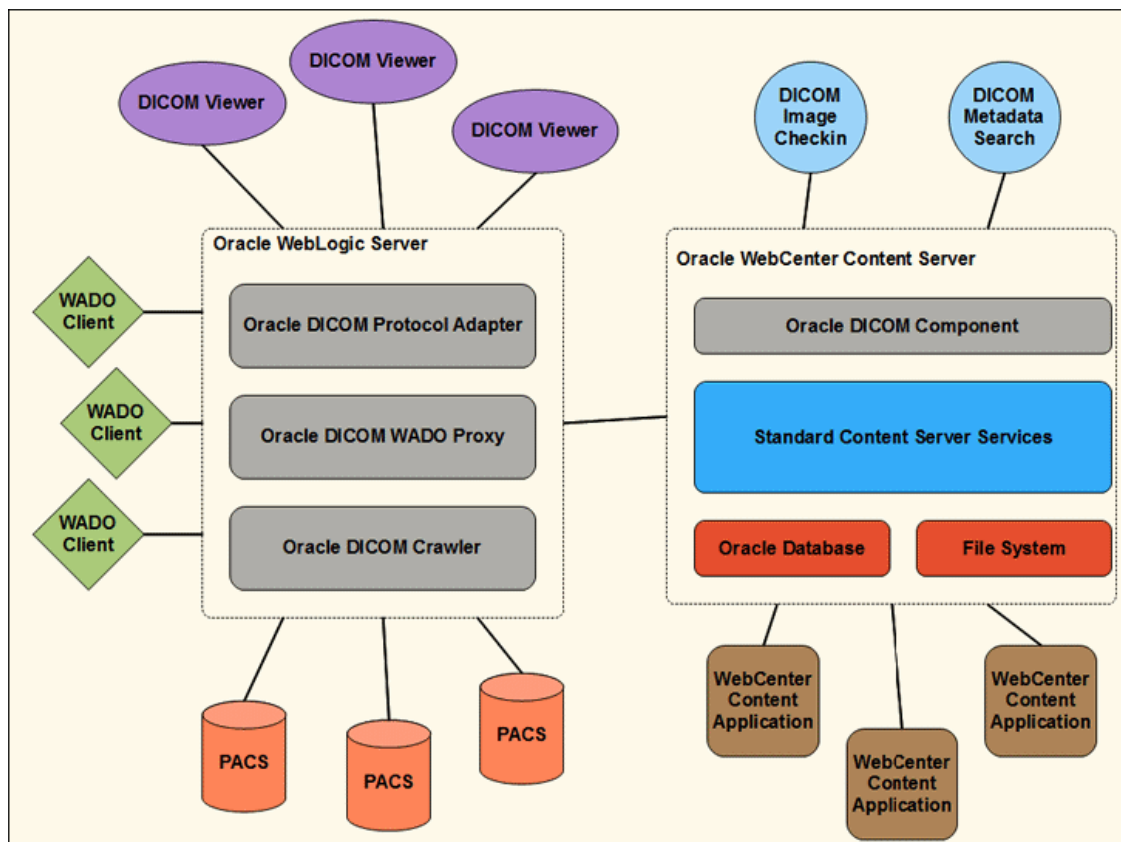 DICOM Viewer
DICOM Viewer
DICOM Viewer
DICOM
Image
Checkin
DICOM
Metadata
Search
Oracle WebLogic Server
WADO
Client
WADO
Client
WADO
Client
Oracle DICOM Protocol Adapter
Oracle DICOM WADO Proxy
Oracle DICOM Crawler
Oracle WebCenter Content Server
Oracle DICOM Component
Standard Content Server Services
Oracle Database
File System
PACS
PACS
PACS
WebCenter
Content
Application
WebCenter
Content
Application
WebCenter
Content
Application